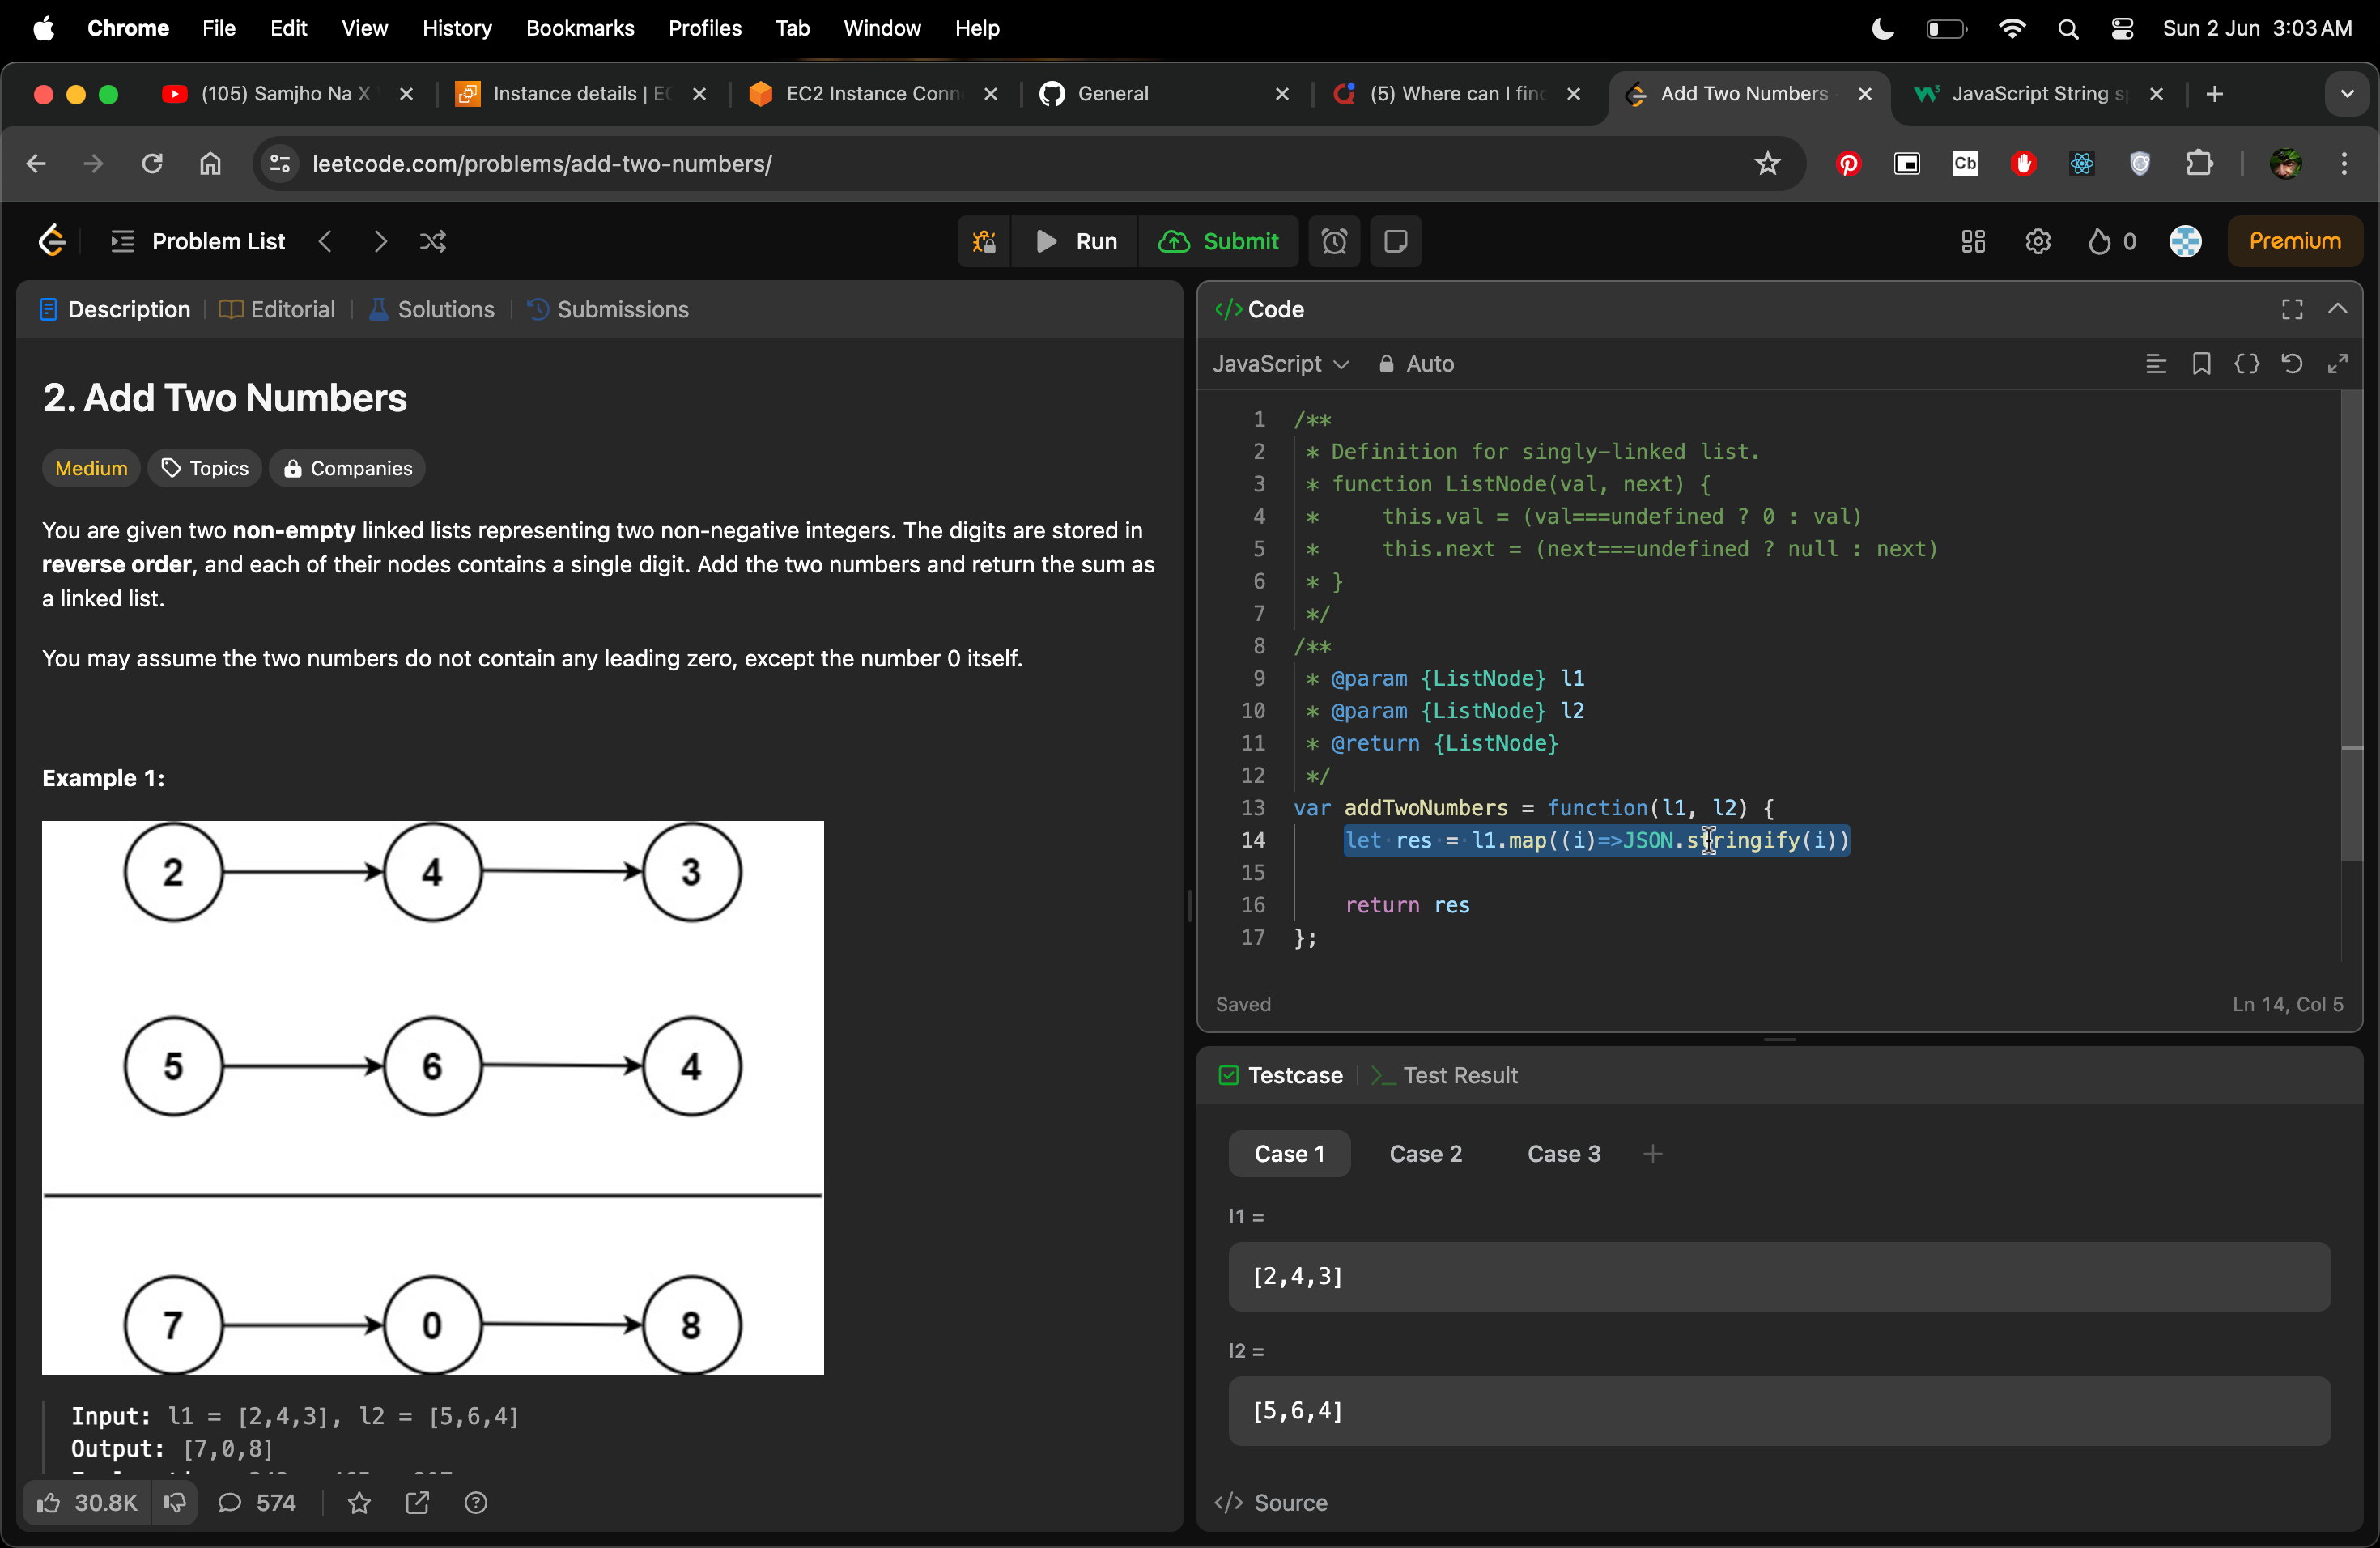 Chrome File Edit View History Bookmarks Profiles Tab Window Help Sun 2 Jun 3:03 AM
(105) Samjho Na X Instance details | EC EC2 Instance Conn General (5) Where can I find Add Two Numbers JavaScript String s
leetcode.com/problems/add-two-numbers/ Cb
Problem List Run Submit 0 Premium
Description Editorial Solutions Submissions
2. Add Two Numbers
Medium Topics Companies
You are given two non-empty linked lists representing two non-negative integers. The digits are stored in
reverse order, and each of their nodes contains a single digit. Add the two numbers and return the sum as
a linked list.
You may assume the two numbers do not contain any leading zero, except the number 0 itself.
Example 1:
2 4 3
5 6 4
7 0 8
Input: l1 = [2,4,3], l2 = [5,6,4]
Output: [7,0,8]
30.8K 574
</> Code
JavaScript Auto
1 /**
2 * Definition for singly-linked list.
3 * function ListNode(val, next) {
4 *     this.val = (val===undefined ? 0 : val)
5 *     this.next = (next===undefined ? null : next)
6 * }
7 */
8 /**
9 * @param {ListNode} l1
10 * @param {ListNode} l2
11 * @return {ListNode}
12 */
13 var addTwoNumbers = function(l1, l2) {
14     let res = l1.map((i)=>JSON.stringify(i))
15
16     return res
17 };
Saved Ln 14, Col 5
Testcase >_ Test Result
Case 1 Case 2 Case 3 +
l1 =
[2,4,3]
l2 =
[5,6,4]
</> Source